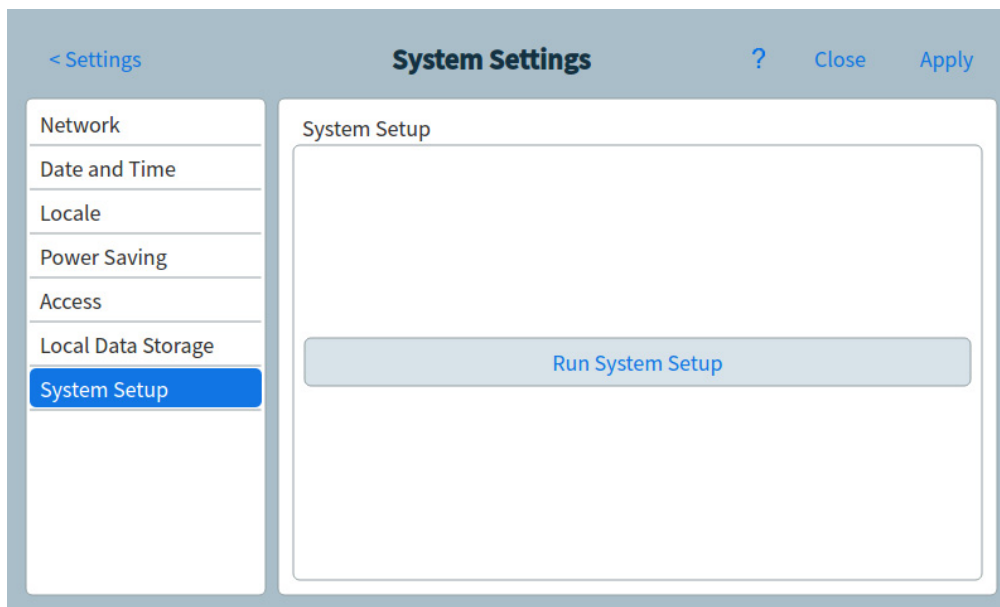 < Settings
System Settings
?
Close
Apply
Network
Date and Time
Locale
Power Saving
Access
Local Data Storage
System Setup
System Setup
Run System Setup